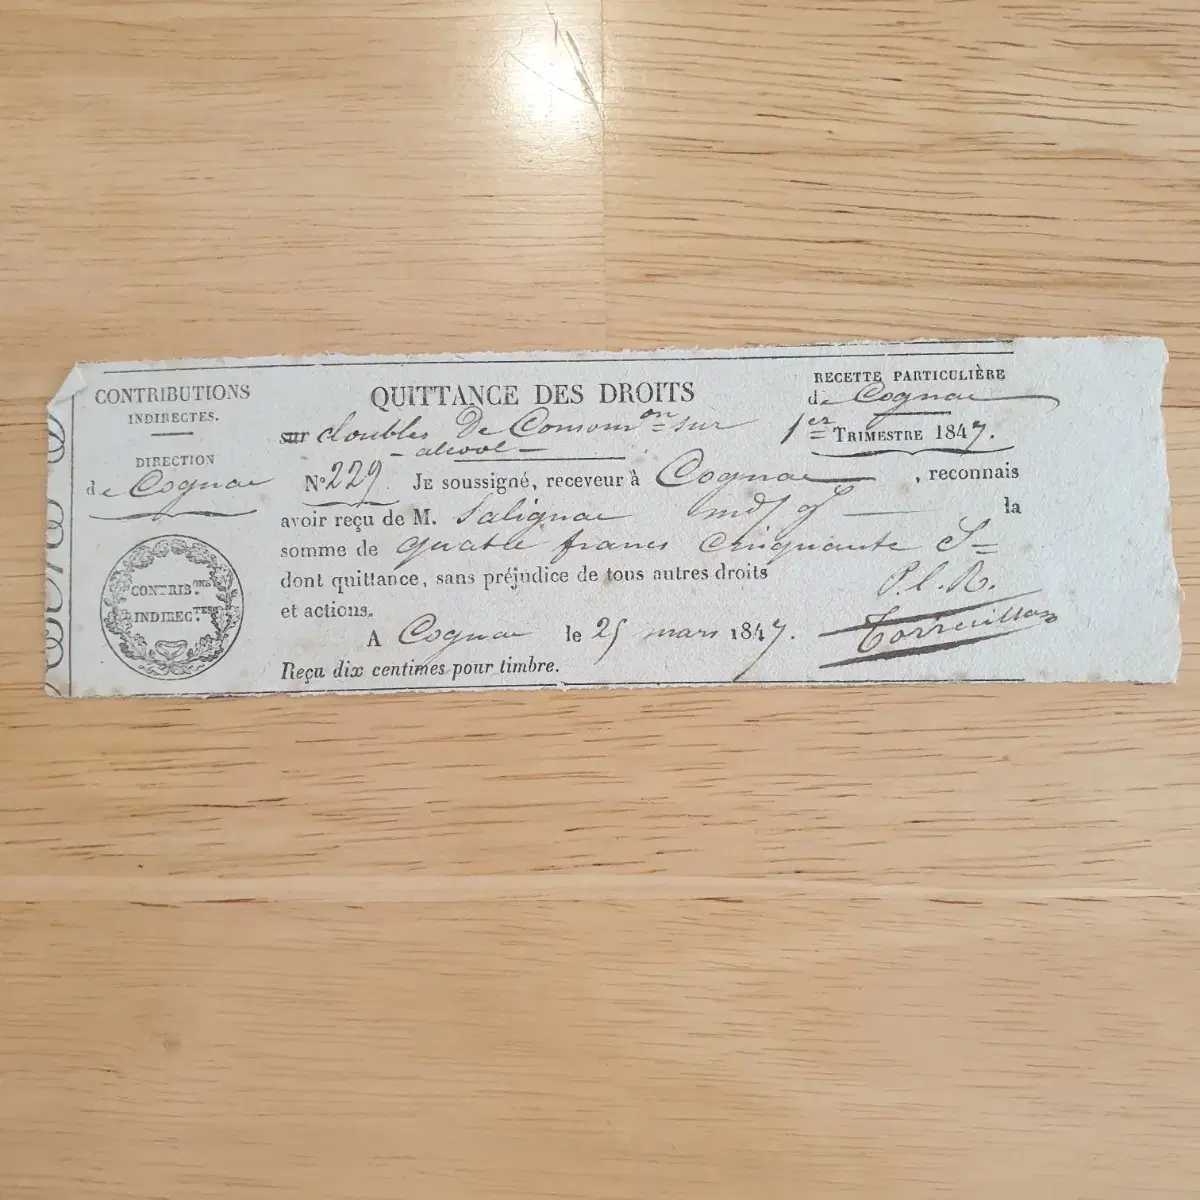 CONTRIBUTIONS
INDIRECTES.
DIRECTION
de Cognac
CONTRIB.ONS
INDIREC.TES
QUITTANCE DES DROITS
sur doubles De Consom.on sur
- alcool -
RECETTE PARTICULIÈRE
de Cognac
1er TRIMESTRE 1847.
No 229. JE soussigné, receveur à Cognac, reconnais
avoir reçu de M. Salignac md la
somme de quatre francs cinquante
dont quittance, sans préjudice de tous autres droits
et actions.
A Cognac le 25 mars 1847.
Reçu dix centimes pour timbre.
P.l.R.